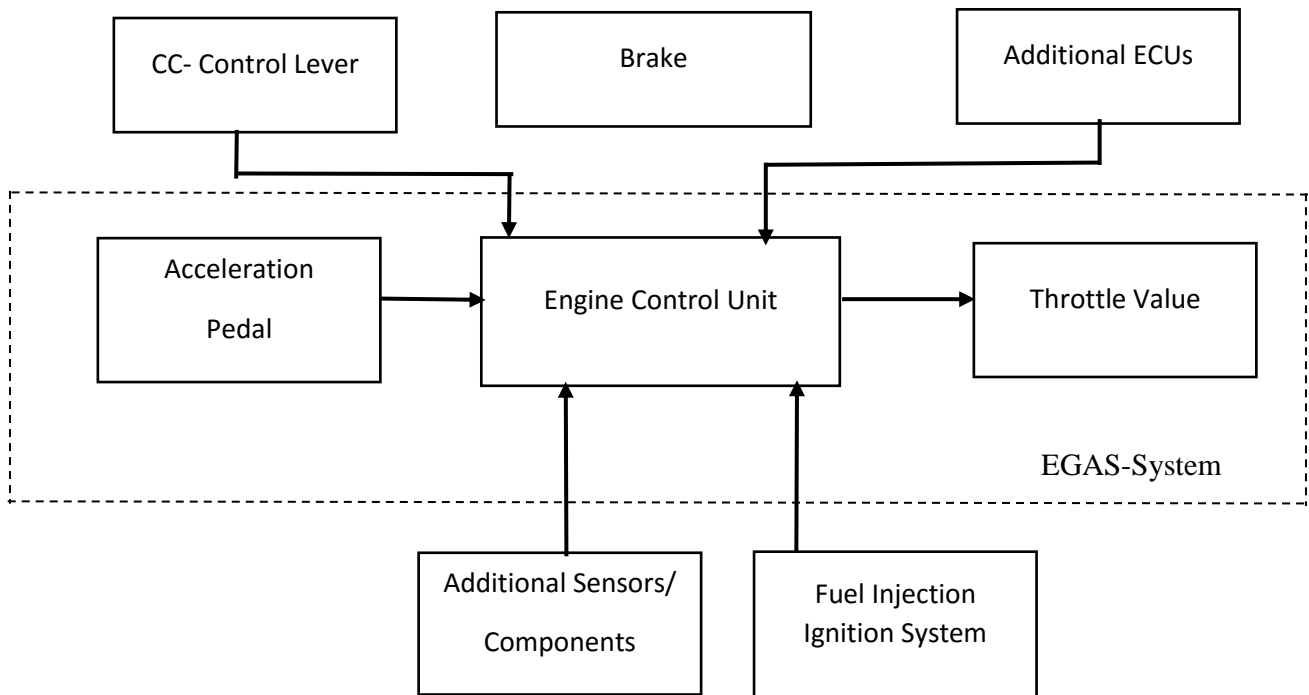 CC- Control Lever
Brake
Additional ECUs
Acceleration
Pedal
Engine Control Unit
Throttle Value
EGAS-System
Additional Sensors/
Components
Fuel Injection
Ignition System